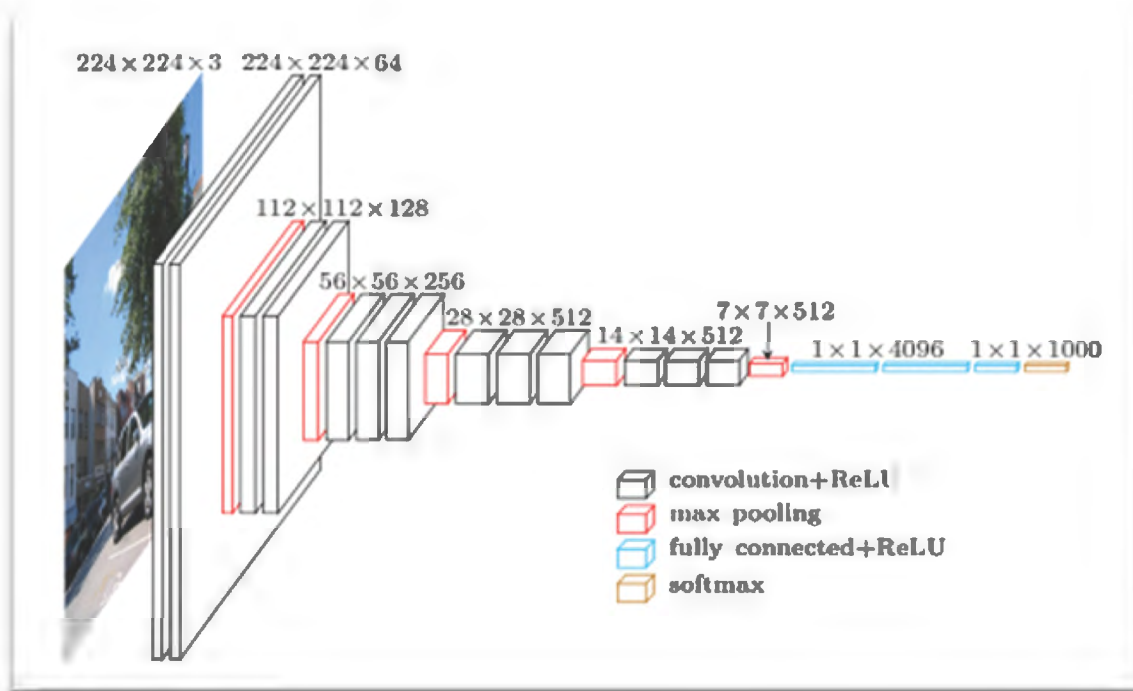 224 × 224 × 3 224 × 224 × 64
112 × 112 × 128
56 × 56 × 256
28 × 28 × 512
14 × 14 × 512
7 × 7 × 512
1 × 1 × 4096 1 × 1 × 1000
convolution+ReLU
max pooling
fully connected+ReLU
softmax